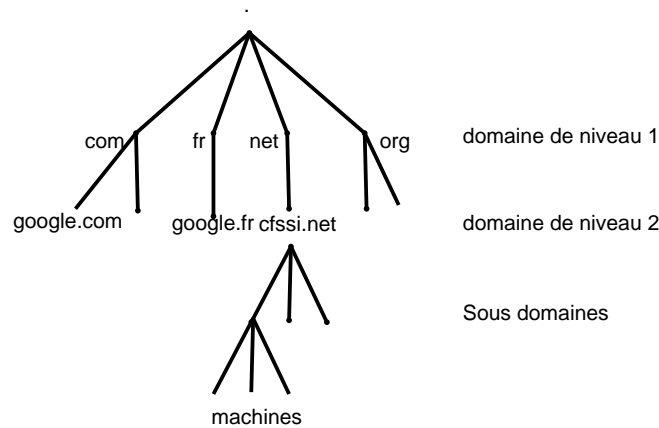 .
com fr net org domaine de niveau 1
google.com google.fr cfssi.net domaine de niveau 2
Sous domaines
machines